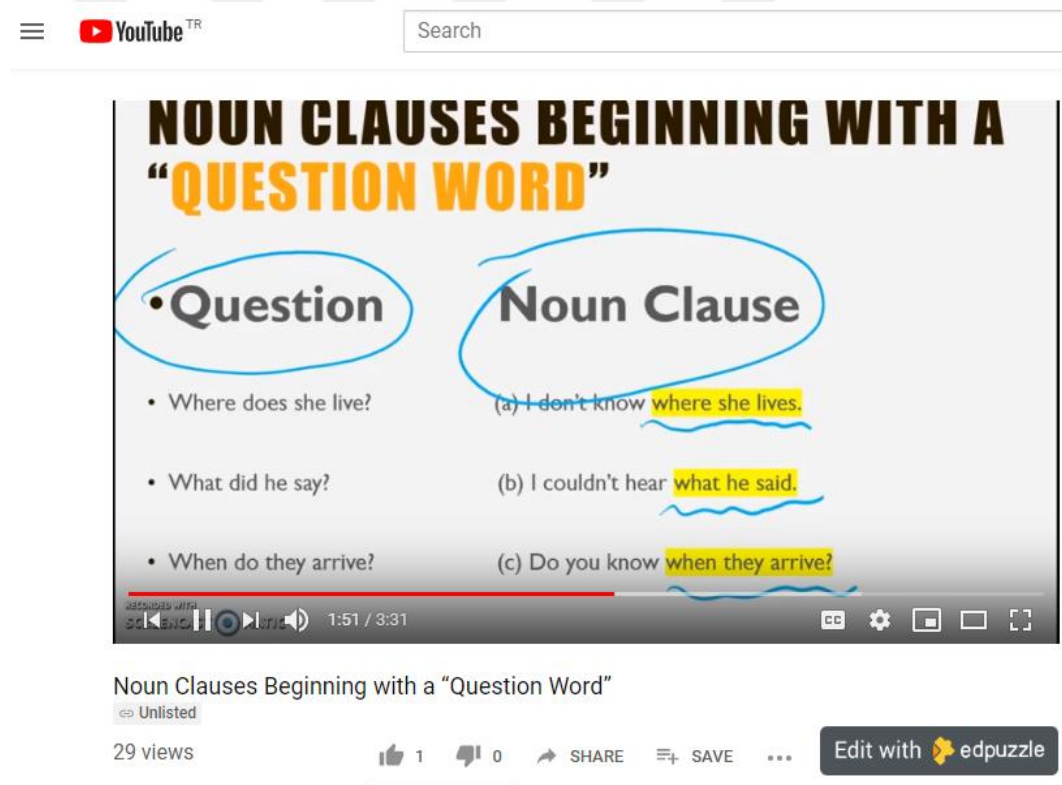 YouTube TR
Search
NOUN CLAUSES BEGINNING WITH A
“QUESTION WORD”
• Question
Noun Clause
• Where does she live?
(a) I don't know where she lives.
• What did he say?
(b) I couldn't hear what he said.
• When do they arrive?
(c) Do you know when they arrive?
RECORDED WITH
1:51 / 3:31
CC
Noun Clauses Beginning with a “Question Word”
Unlisted
29 views
1
0
SHARE
SAVE
Edit with edpuzzle